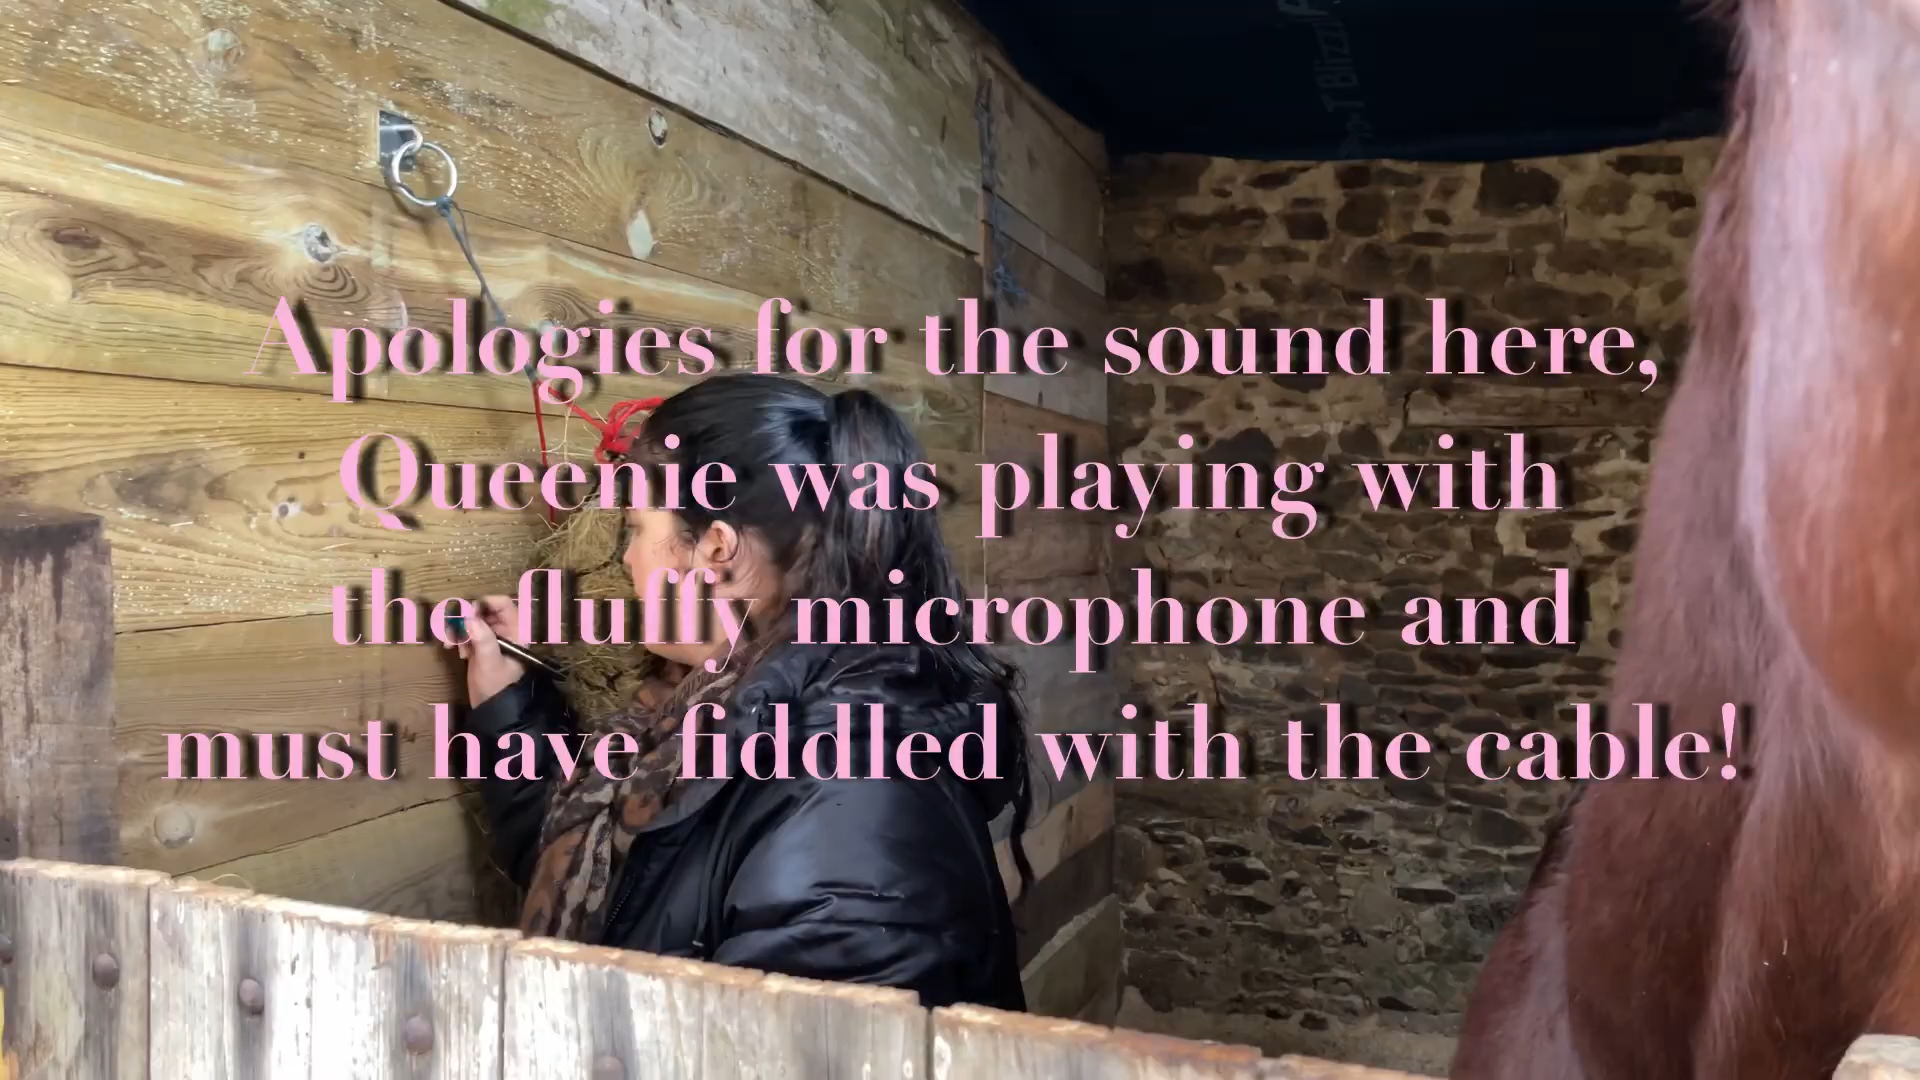 Apologies for the sound here,
Queenie was playing with
the fluffy microphone and
must have fiddled with the cable!